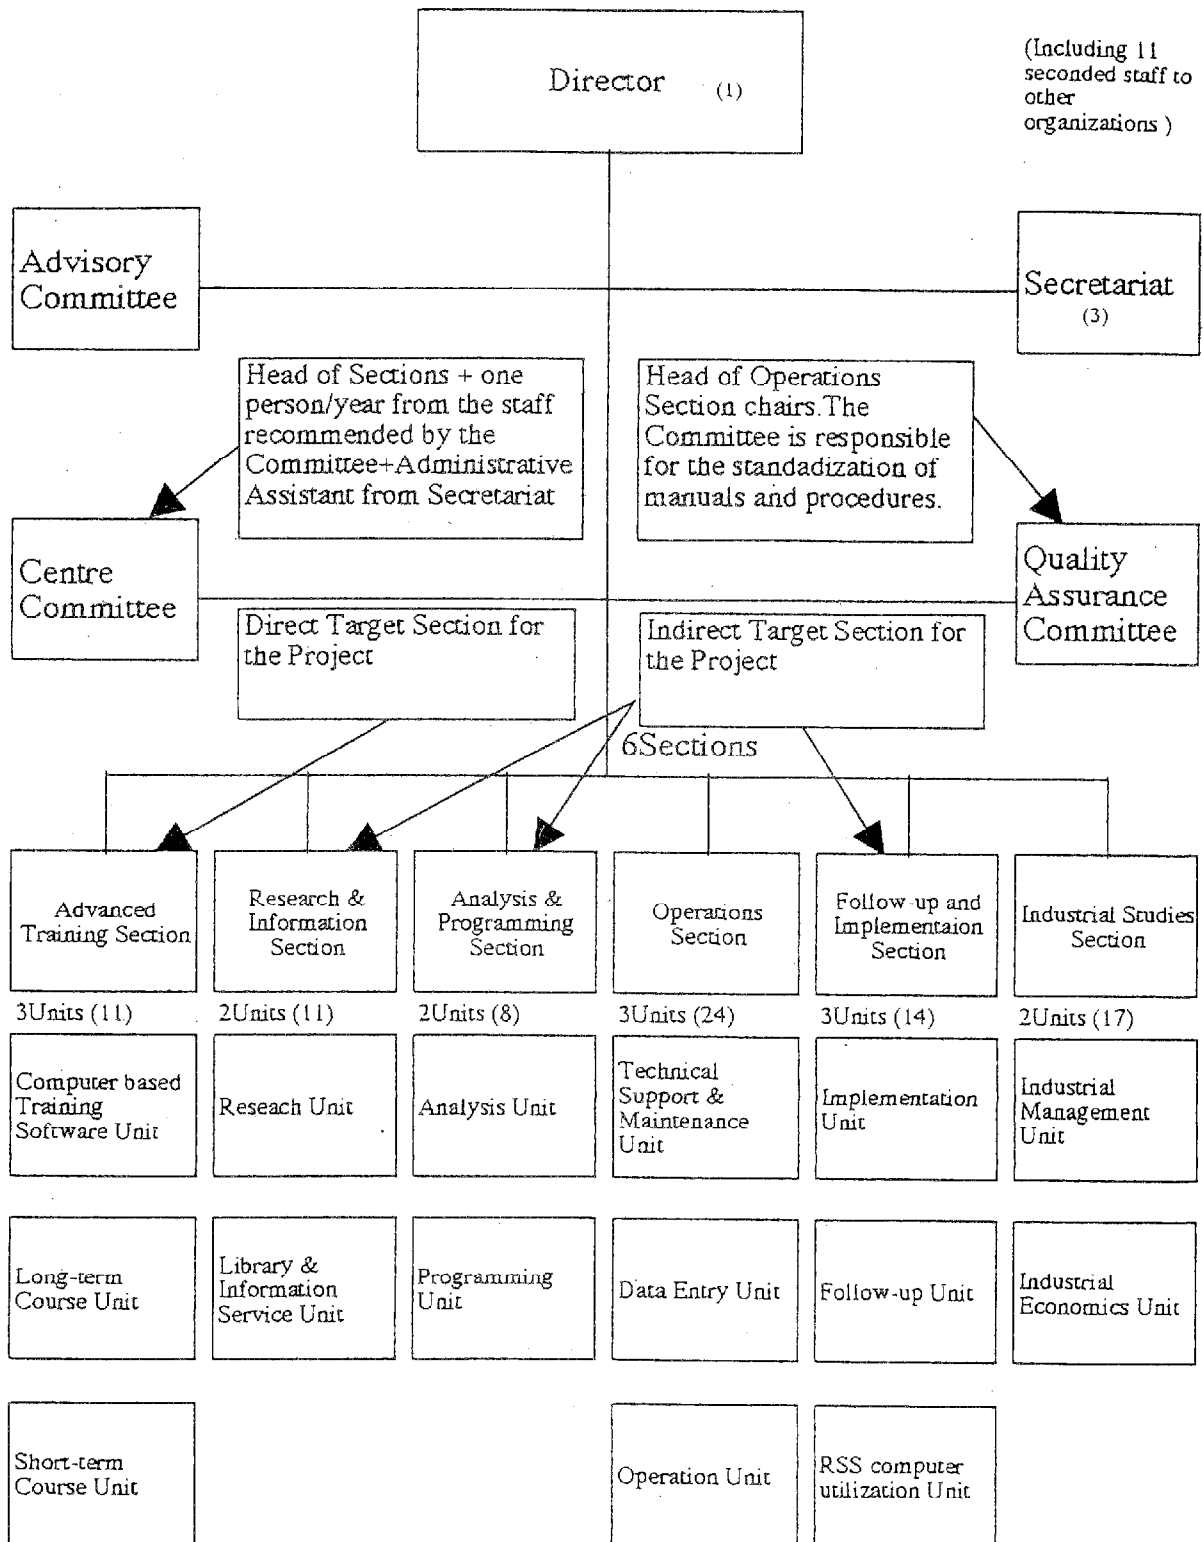 Director (1)
(Including 11
seconded staff to
other
organizations )
Advisory
Committee
Secretariat
(3)
Head of Sections + one
person/year from the staff
recommended by the
Committee+Administrative
Assistant from Secretariat
Head of Operations
Section chairs.The
Committee is responsible
for the standadization of
manuals and procedures.
Centre
Committee
Quality
Assurance
Committee
Direct Target Section for
the Project
Indirect Target Section for
the Project
6Sections
Advanced
Training Section
Research &
Information
Section
Analysis &
Programming
Section
Operations
Section
Follow-up and
Implementaion
Section
Industrial Studies
Section
3Units (11)
2Units (11)
2Units (8)
3Units (24)
3Units (14)
2Units (17)
Computer based
Training
Software Unit
Reseach Unit
Analysis Unit
Technical
Support &
Maintenance
Unit
Implementation
Unit
Industrial
Management
Unit
Long-term
Course Unit
Library &
Information
Service Unit
Programming
Unit
Data Entry Unit
Follow-up Unit
Industrial
Economics Unit
Short-term
Course Unit
Operation Unit
RSS computer
utilization Unit